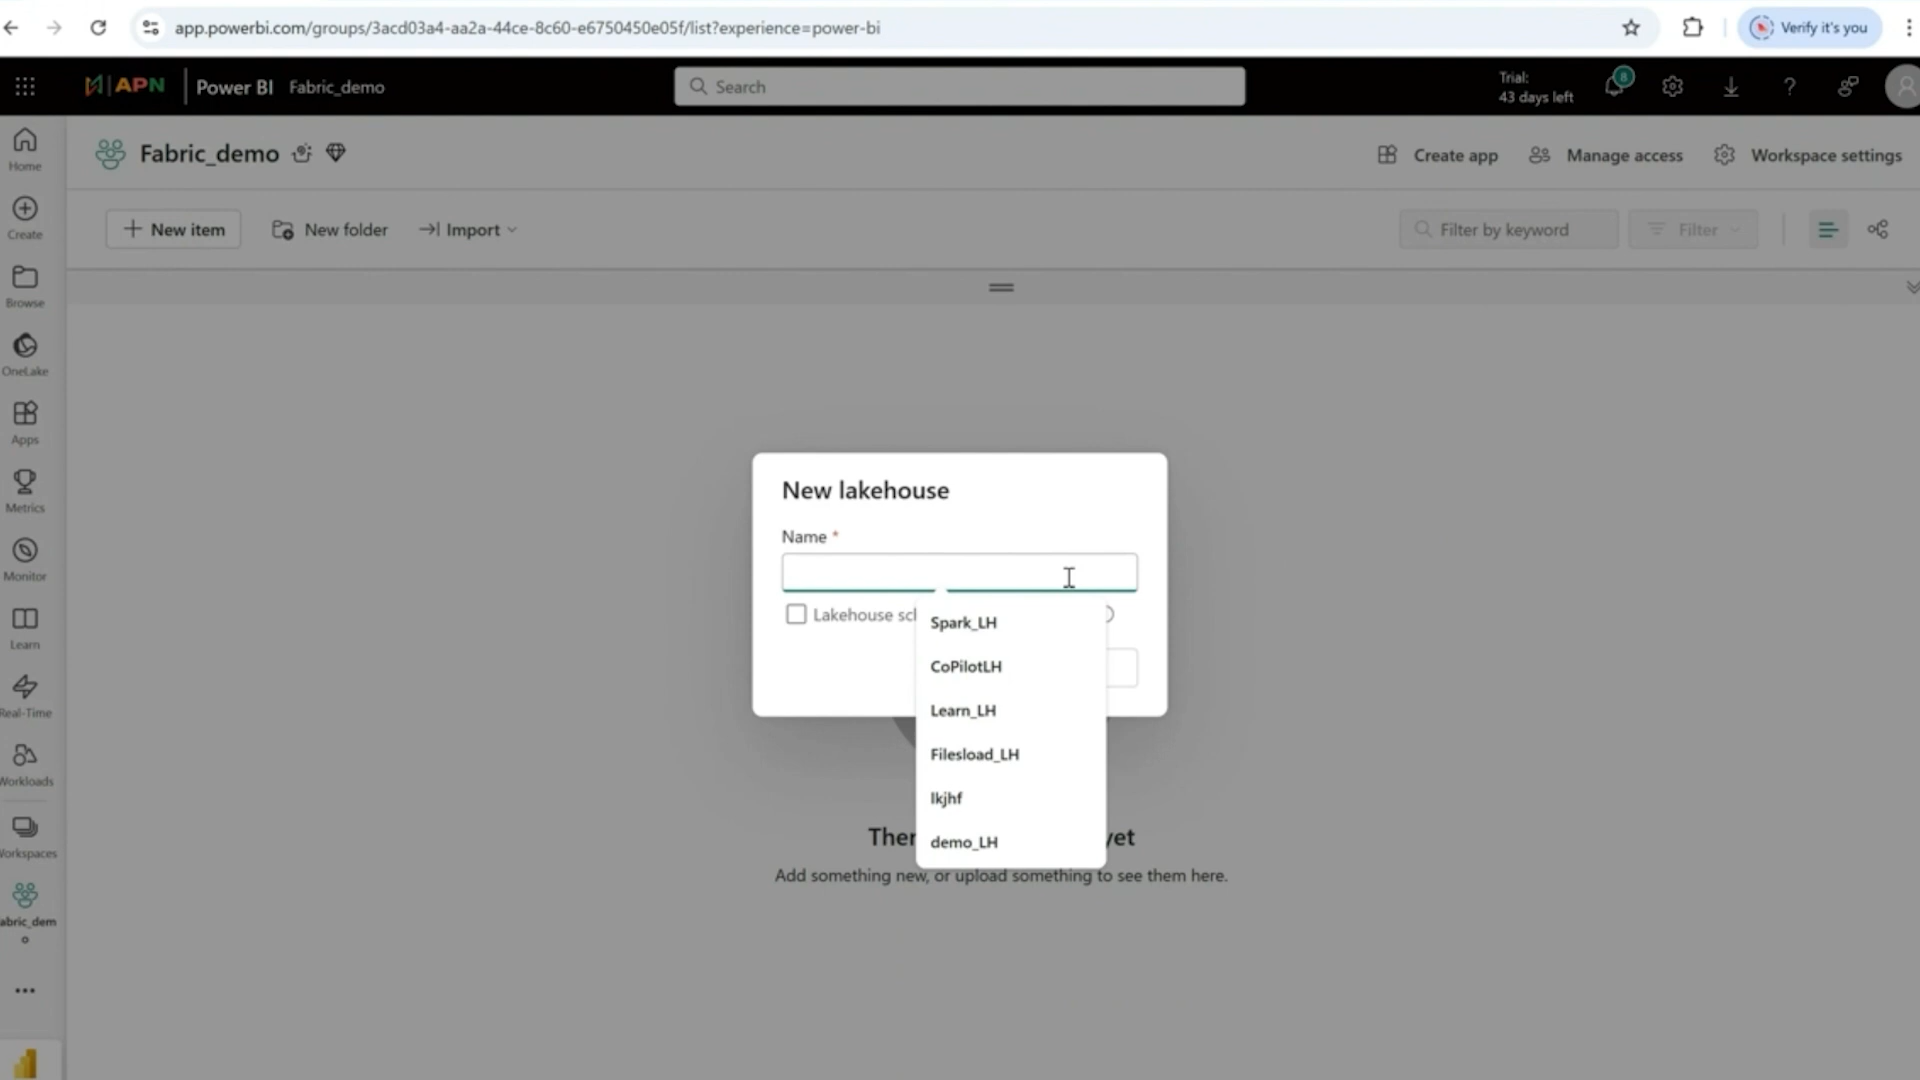 app.powerbi.com/groups/3acd03a4-aa2a-44ce-8c60-e6750450e05f/list?experience=power-bi
Verify it's you
APN
Power BI
Fabric_demo
Search
Trial:
43 days left
8
Home
Create
Browse
OneLake
Apps
Metrics
Monitor
Learn
Real-Time
Workloads
Workspaces
abric_dem
o
Fabric_demo
Create app
Manage access
Workspace settings
New item
New folder
Import
Filter by keyword
Filter
New lakehouse
Name *
Lakehouse sch
Spark_LH
CoPilotLH
Learn_LH
Filesload_LH
lkjhf
demo_LH
Ther
yet
Add something new, or upload something to see them here.